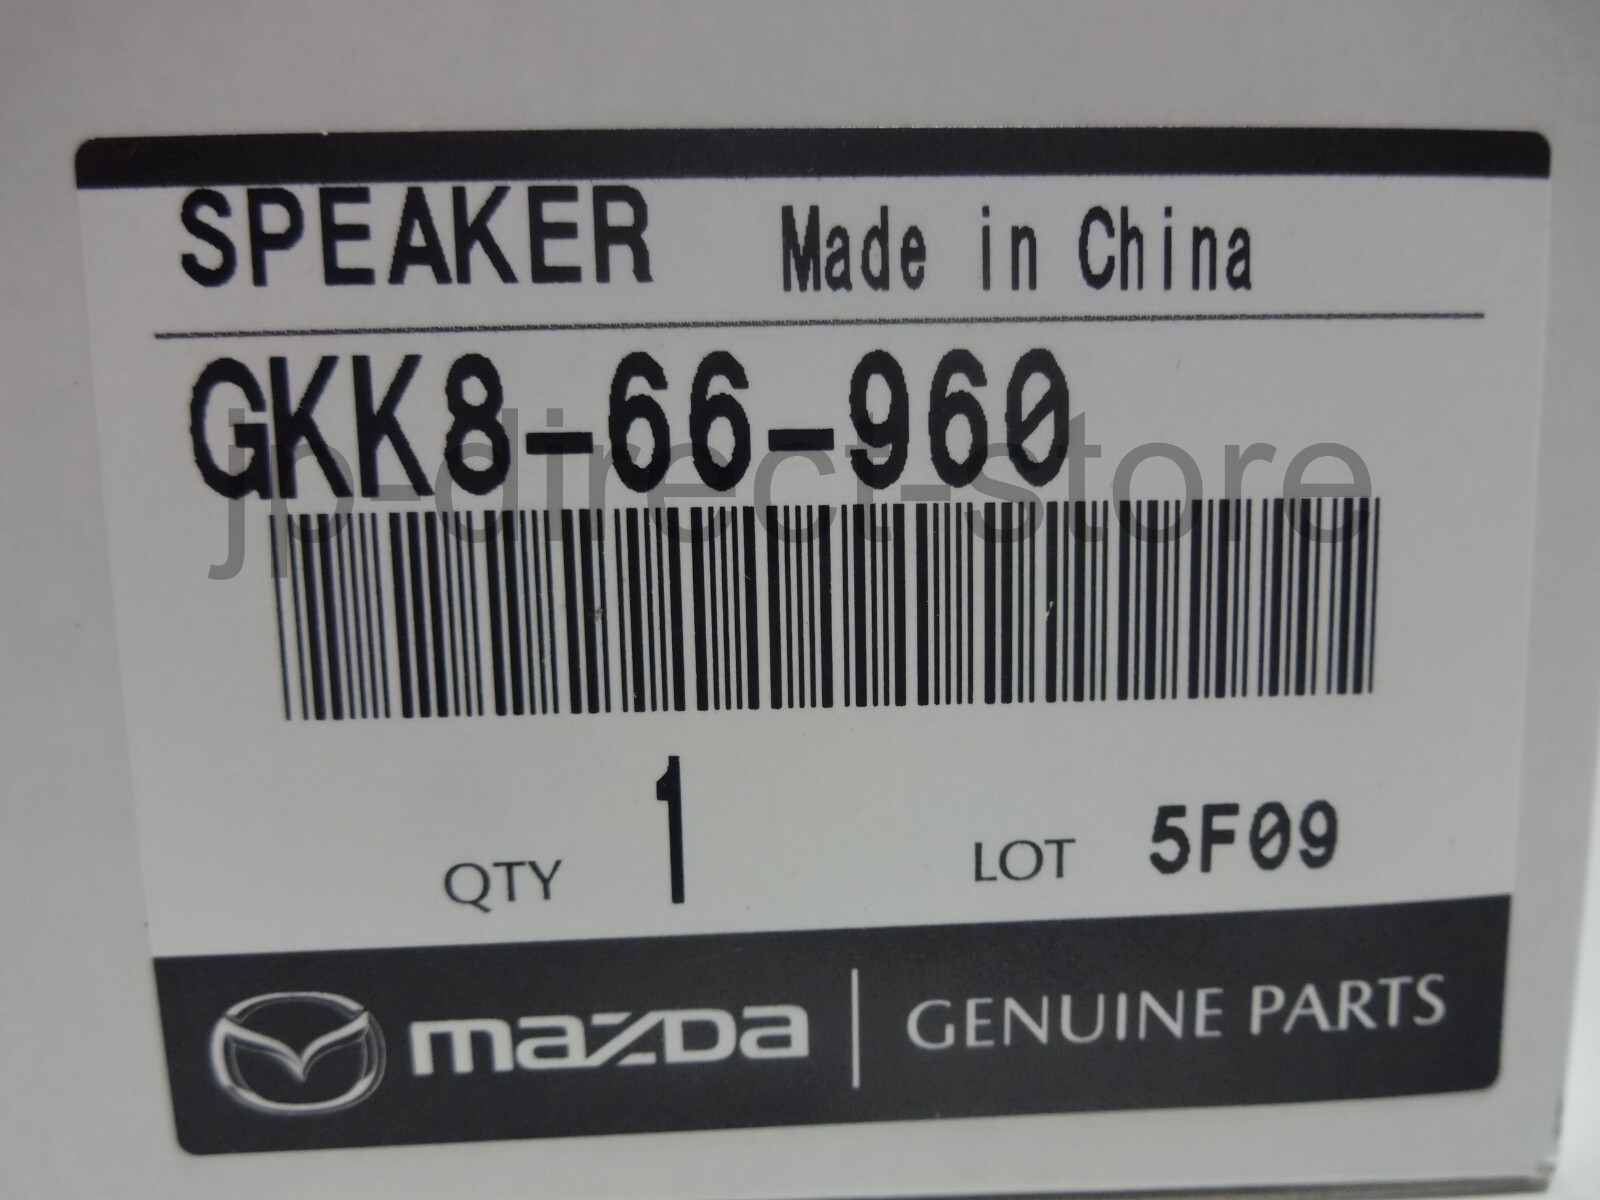 SPEAKER Made in China
GKK8-66-960
jp-direct-store
QTY 1 LOT 5F09
mazda GENUINE PARTS